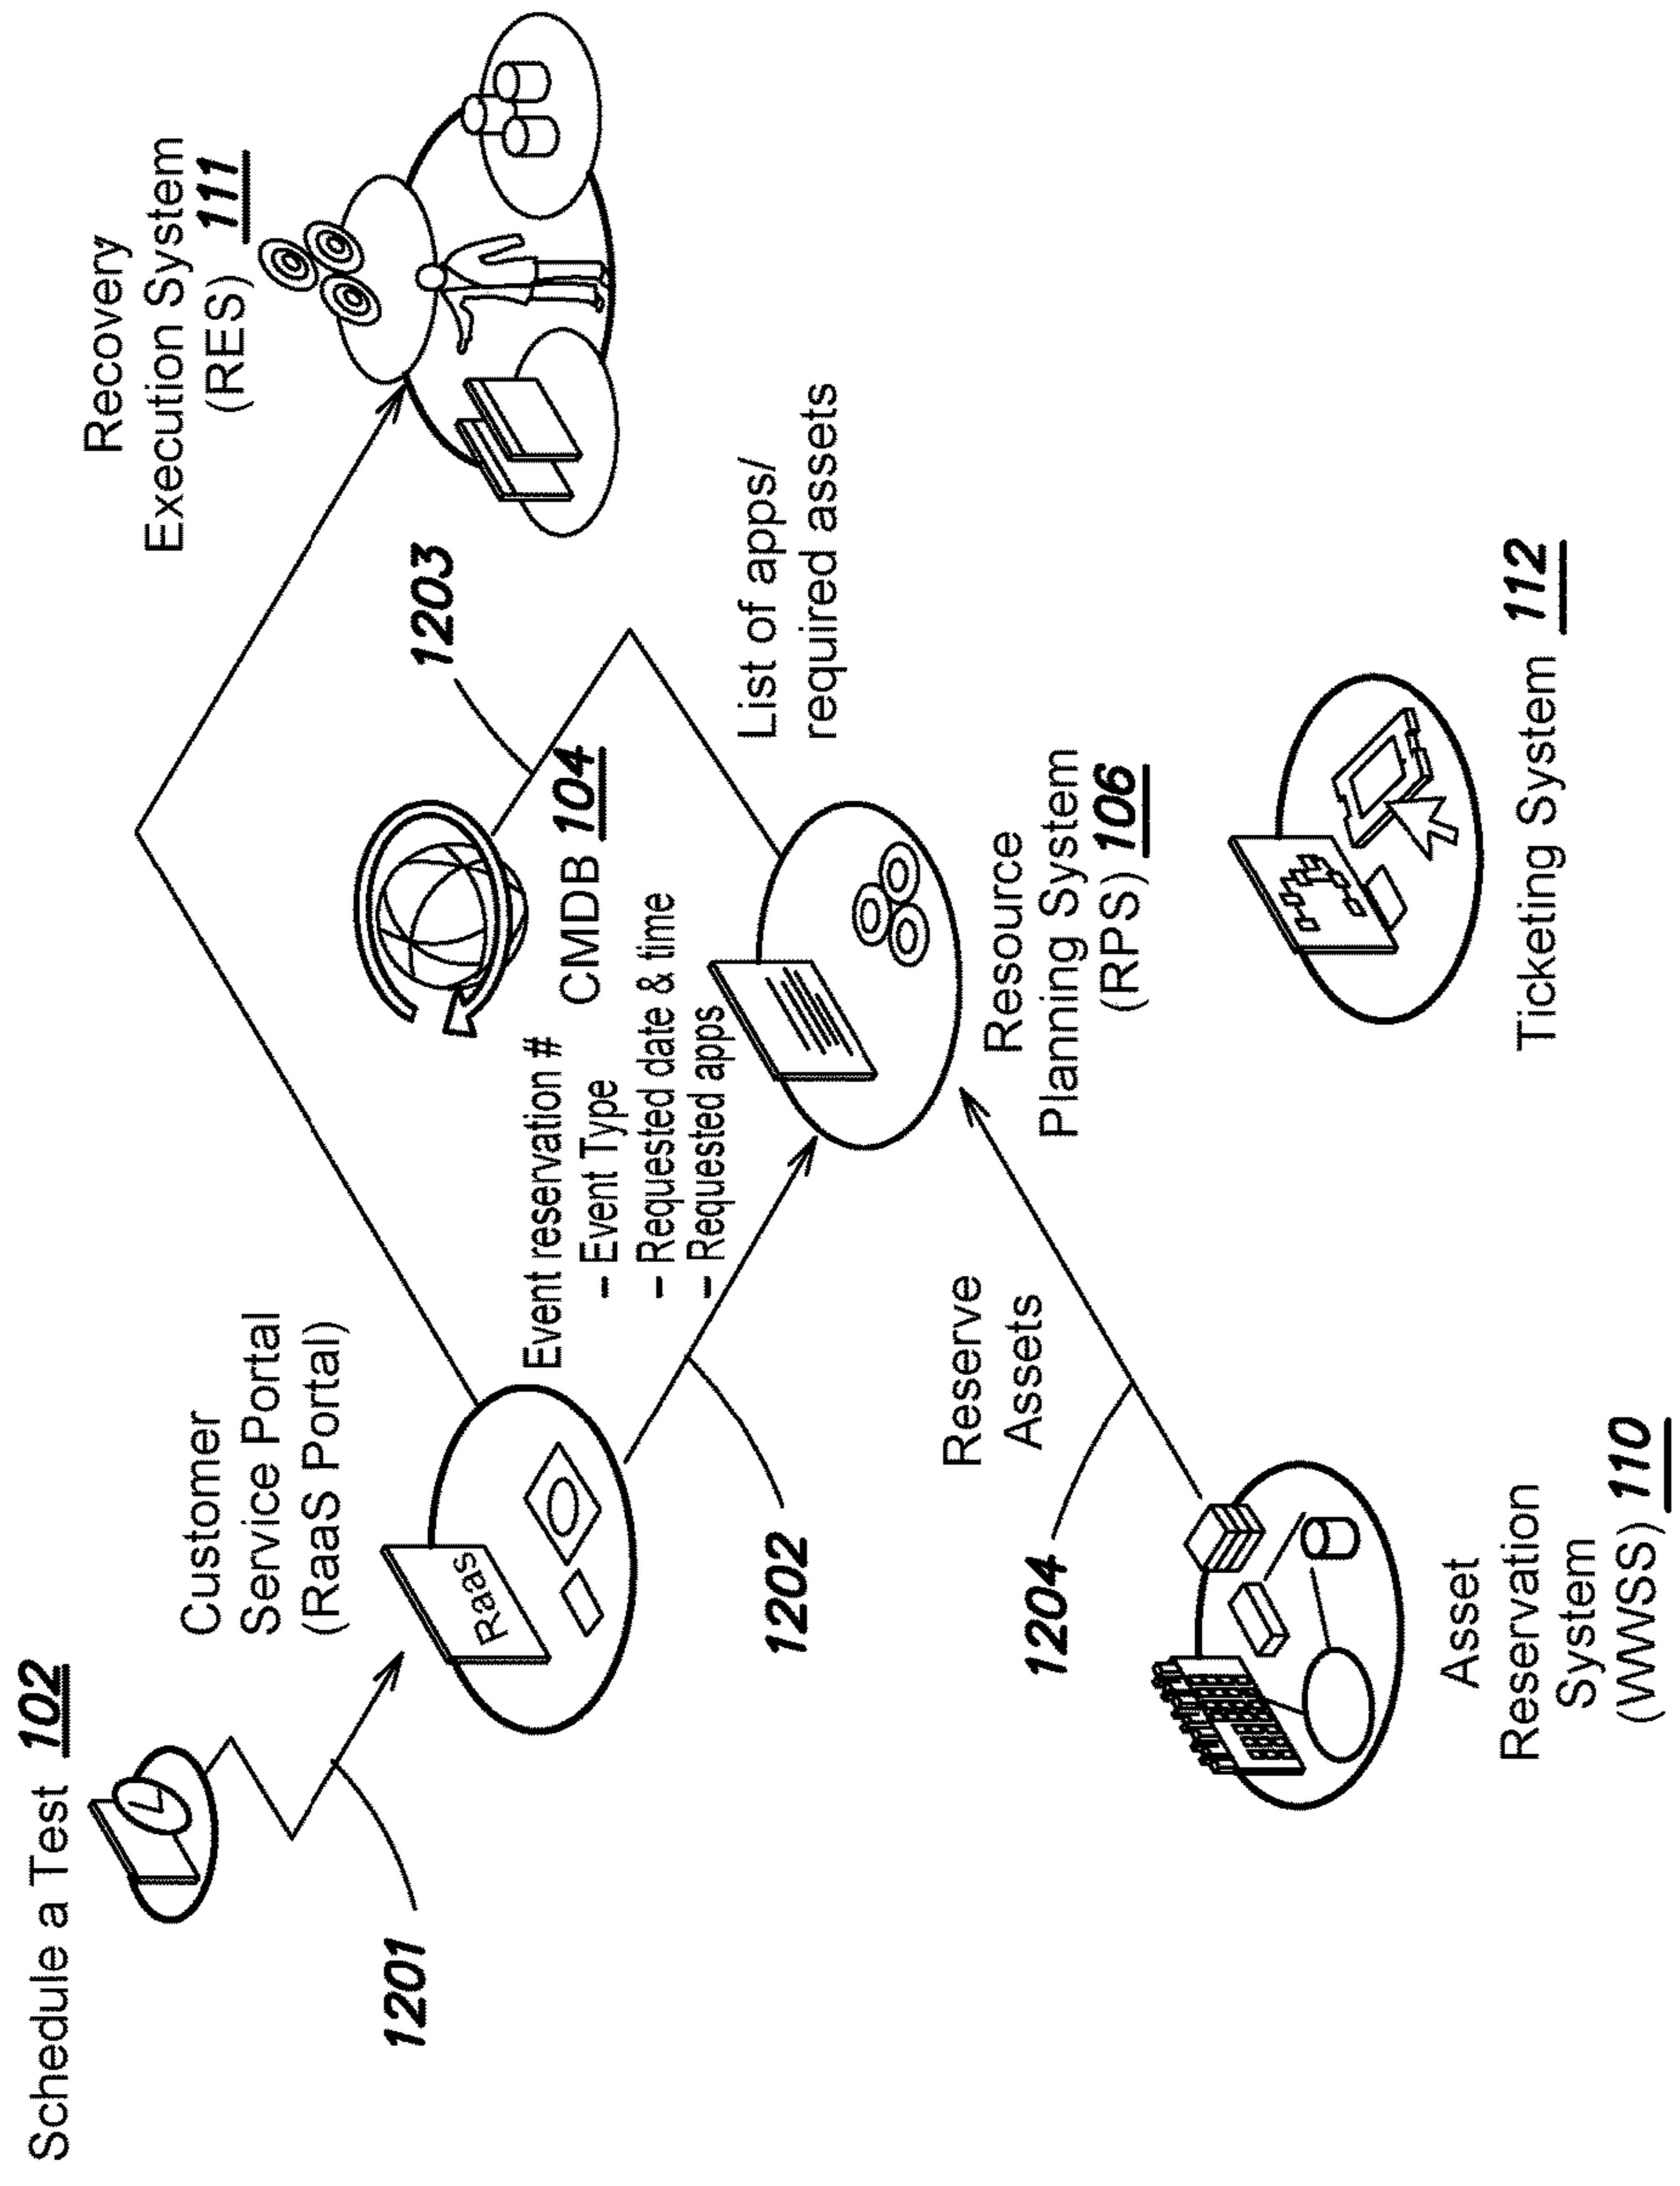 Schedule a Test 102
1201
Customer
Service Portal
(RaaS Portal)
Raas
Recovery
Execution System
(RES) 111
1203
CMDB 104
Event reservation #
– Event Type
– Requested date & time
– Requested apps
1202
List of apps/
required assets
Resource
Planning System
(RPS) 106
Reserve
Assets
1204
Asset
Reservation
System
(WWSS) 110
Ticketing System 112